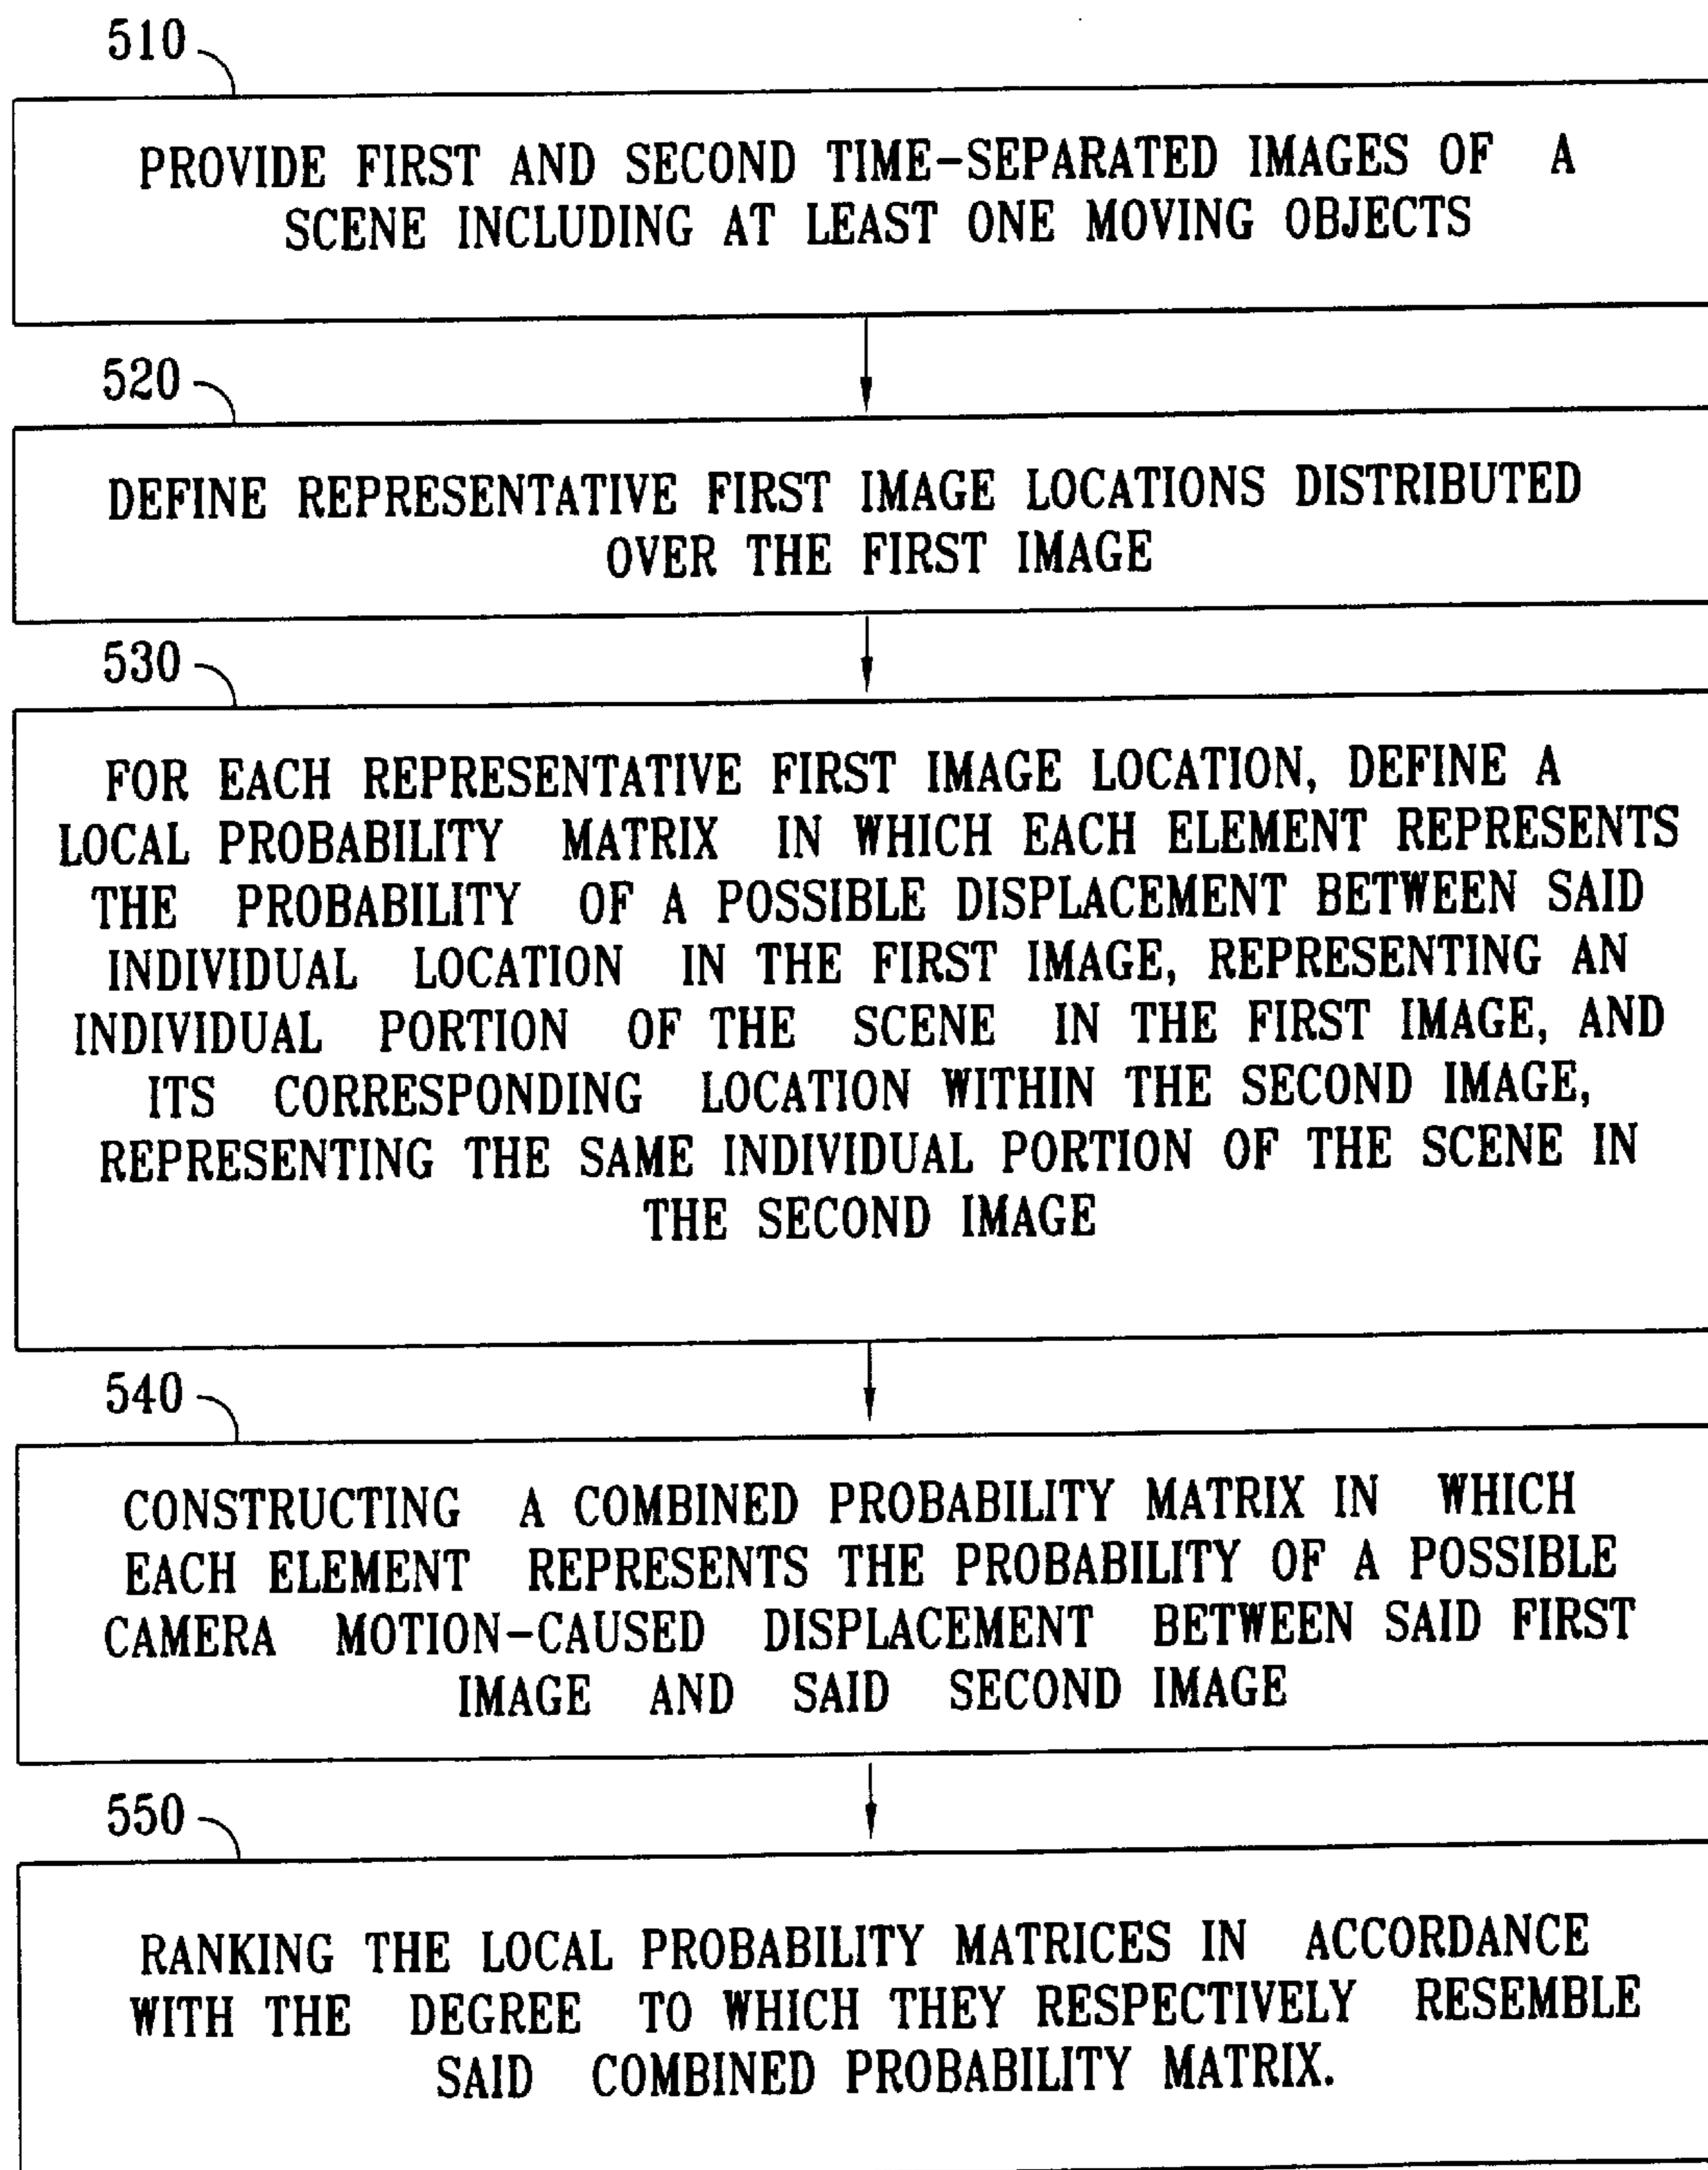 510
PROVIDE FIRST AND SECOND TIME-SEPARATED IMAGES OF A
SCENE INCLUDING AT LEAST ONE MOVING OBJECTS
520
DEFINE REPRESENTATIVE FIRST IMAGE LOCATIONS DISTRIBUTED
OVER THE FIRST IMAGE
530
FOR EACH REPRESENTATIVE FIRST IMAGE LOCATION, DEFINE A
LOCAL PROBABILITY MATRIX IN WHICH EACH ELEMENT REPRESENTS
THE PROBABILITY OF A POSSIBLE DISPLACEMENT BETWEEN SAID
INDIVIDUAL LOCATION IN THE FIRST IMAGE, REPRESENTING AN
INDIVIDUAL PORTION OF THE SCENE IN THE FIRST IMAGE, AND
ITS CORRESPONDING LOCATION WITHIN THE SECOND IMAGE,
REPRESENTING THE SAME INDIVIDUAL PORTION OF THE SCENE IN
THE SECOND IMAGE
540
CONSTRUCTING A COMBINED PROBABILITY MATRIX IN WHICH
EACH ELEMENT REPRESENTS THE PROBABILITY OF A POSSIBLE
CAMERA MOTION-CAUSED DISPLACEMENT BETWEEN SAID FIRST
IMAGE AND SAID SECOND IMAGE
550
RANKING THE LOCAL PROBABILITY MATRICES IN ACCORDANCE
WITH THE DEGREE TO WHICH THEY RESPECTIVELY RESEMBLE
SAID COMBINED PROBABILITY MATRIX.